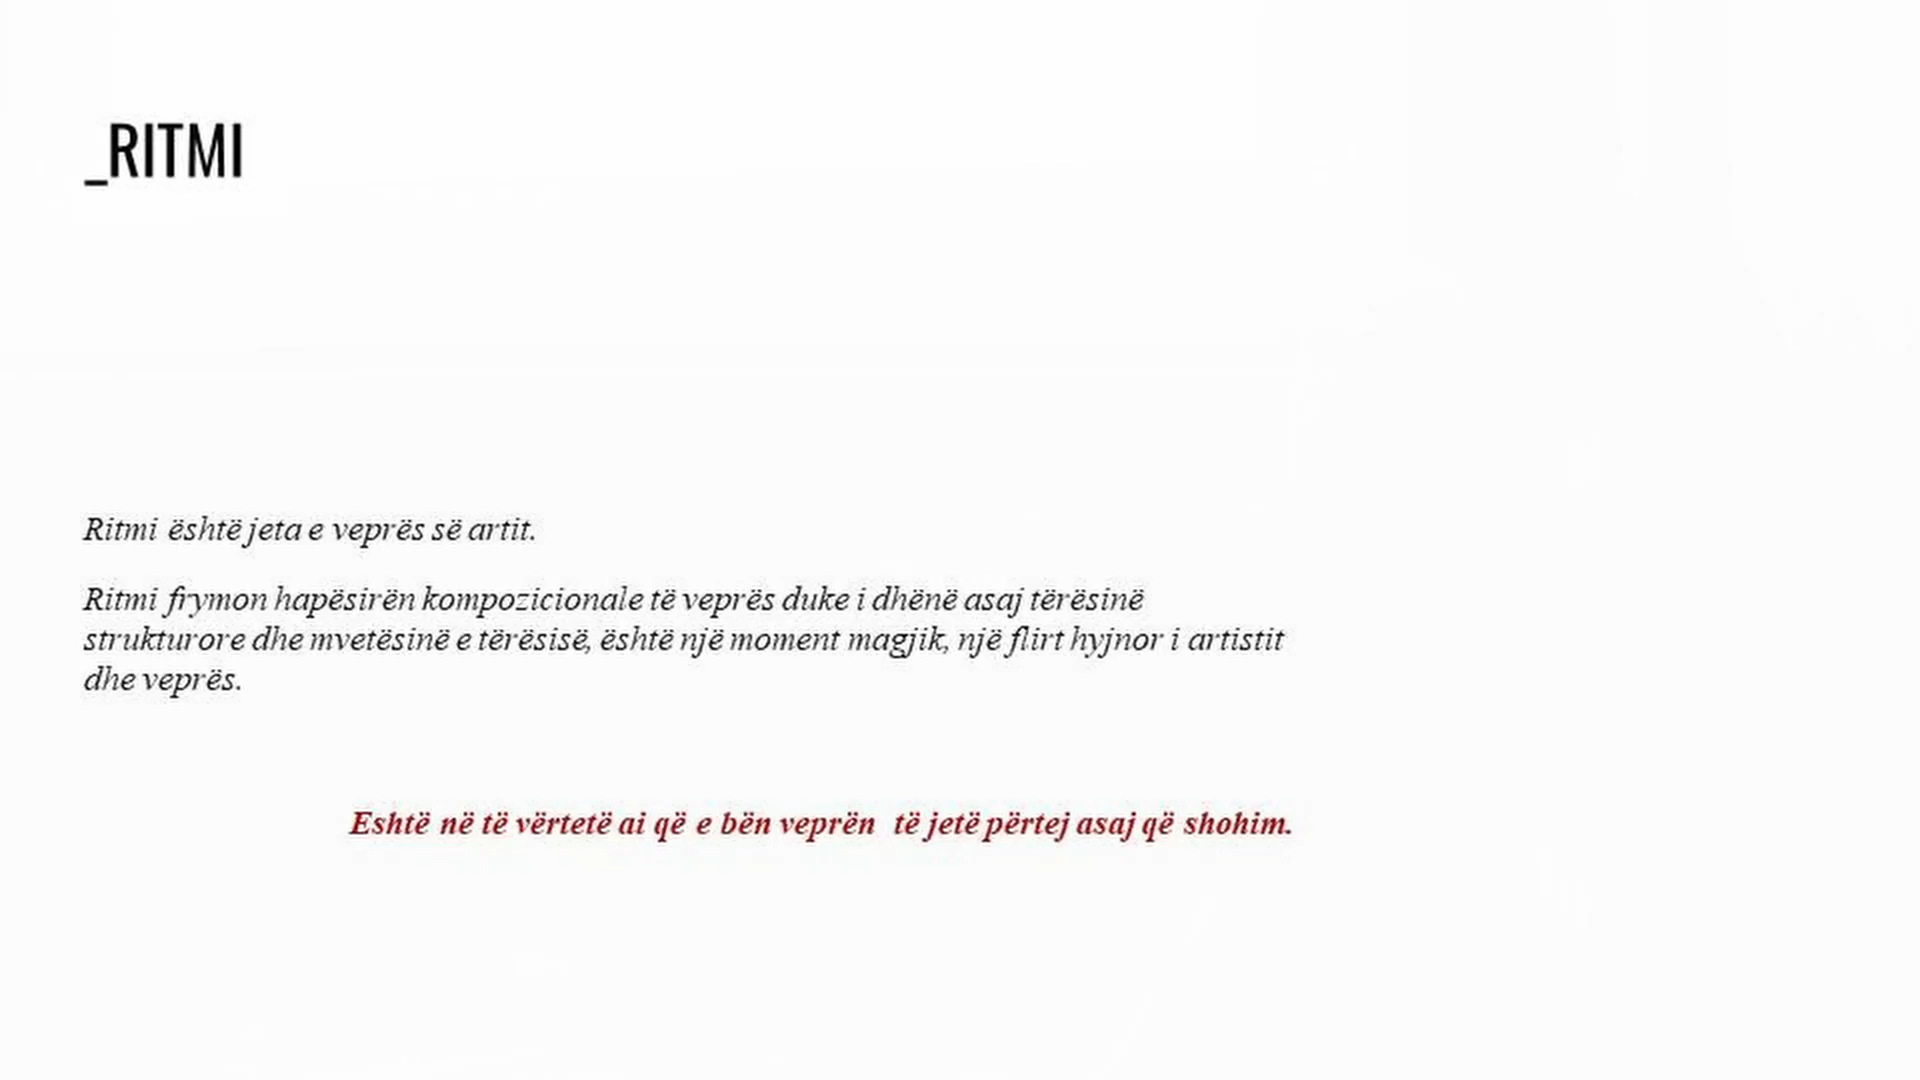 _RITMI
Ritmi është jeta e veprës së artit.
Ritmi frymon hapësirën kompozicionale të veprës duke i dhënë asaj tërësinë
strukturore dhe mvetësinë e tërësisë, është një moment magjik, një flirt hyjnor i artistit
dhe veprës.
Eshtë në të vërtetë ai që e bën veprën të jetë përtej asaj që shohim.